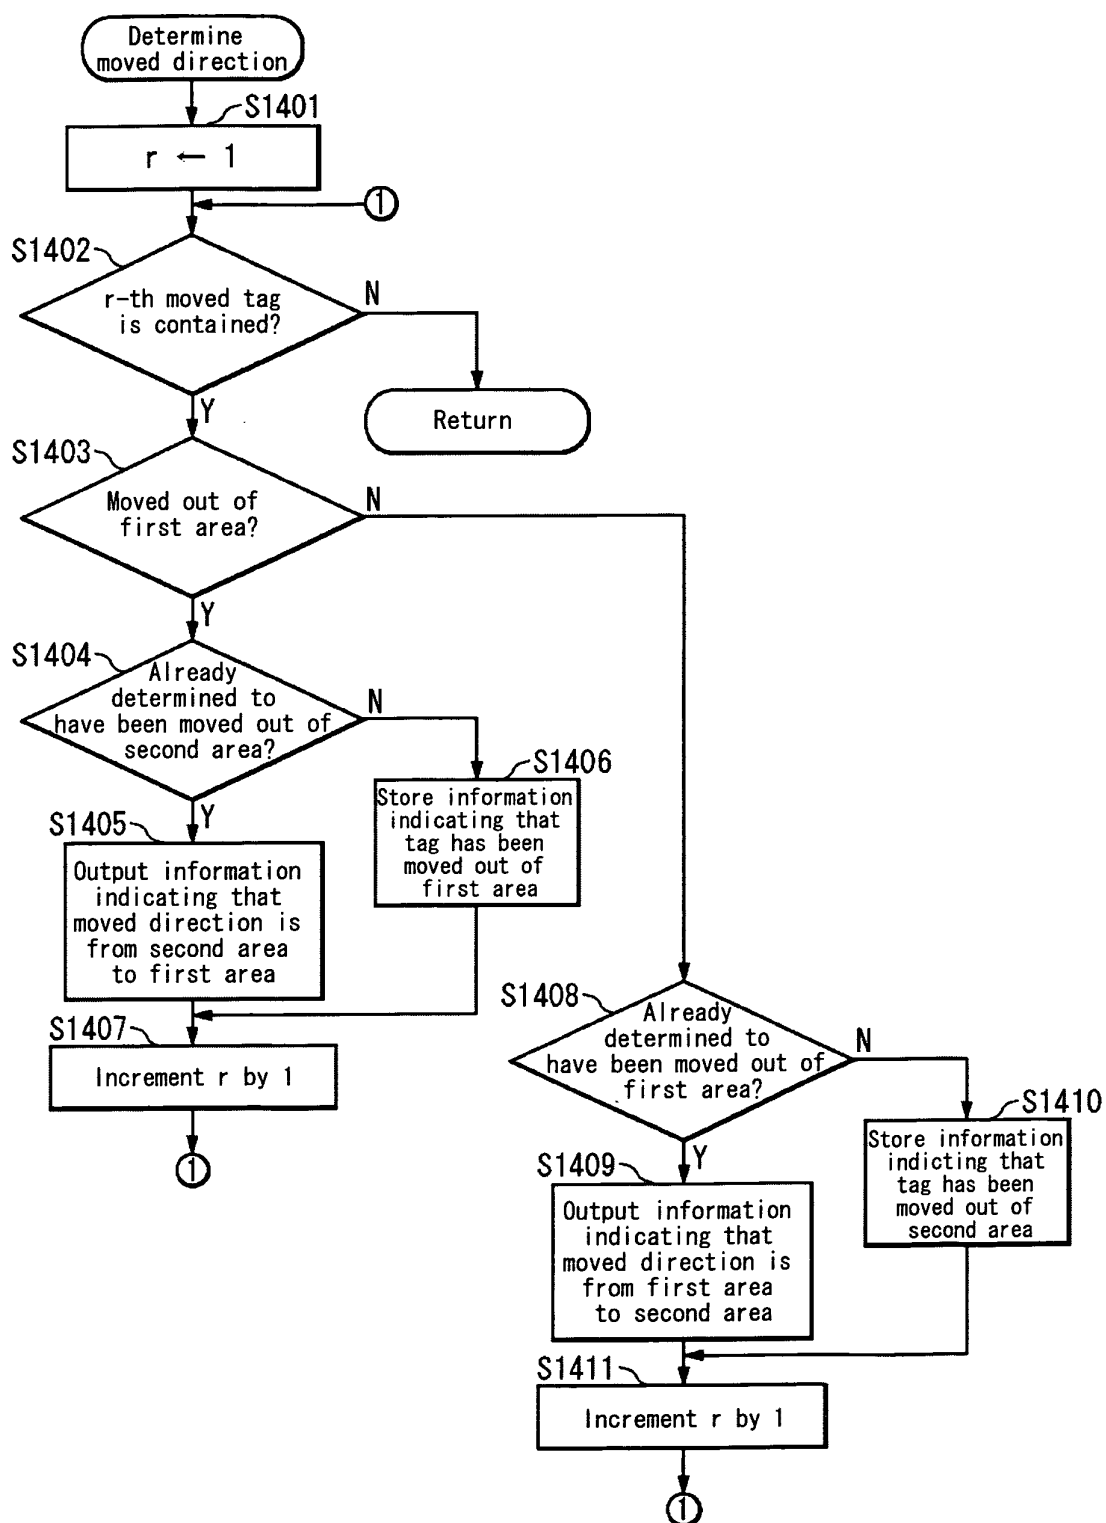 Determine
moved direction
S1401
r ← 1
1
S1402
r-th moved tag
is contained?
N
Y
Return
S1403
Moved out of
first area?
N
Y
S1404
Already
determined to
have been moved out of
second area?
N
Y
S1406
Store information
indicating that
tag has been
moved out of
first area
S1405
Output information
indicating that
moved direction is
from second area
to first area
S1407
Increment r by 1
1
S1408
Already
determined to
have been moved out of
first area?
N
Y
S1410
Store information
indicting that
tag has been
moved out of
second area
S1409
Output information
indicating that
moved direction is
from first area
to second area
S1411
Increment r by 1
1